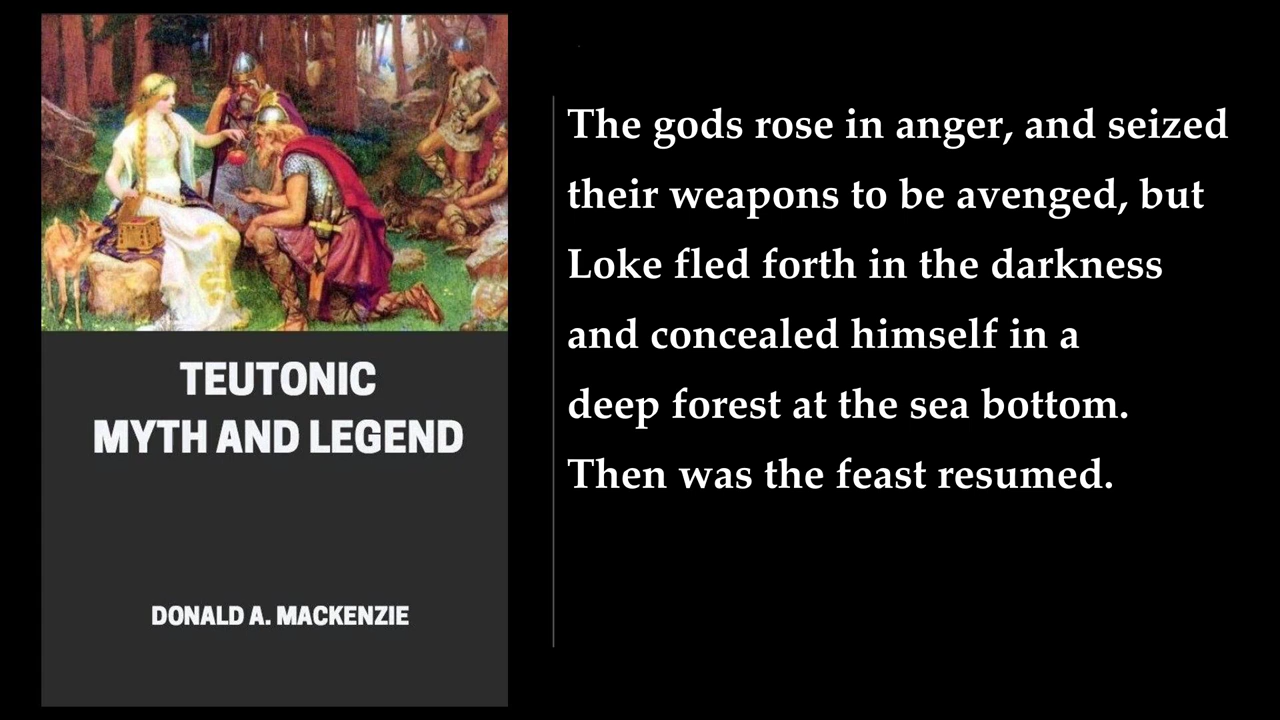 TEUTONIC
MYTH AND LEGEND
DONALD A. MACKENZIE
The gods rose in anger, and seized
their weapons to be avenged, but
Loke fled forth in the darkness
and concealed himself in a
deep forest at the sea bottom.
Then was the feast resumed.